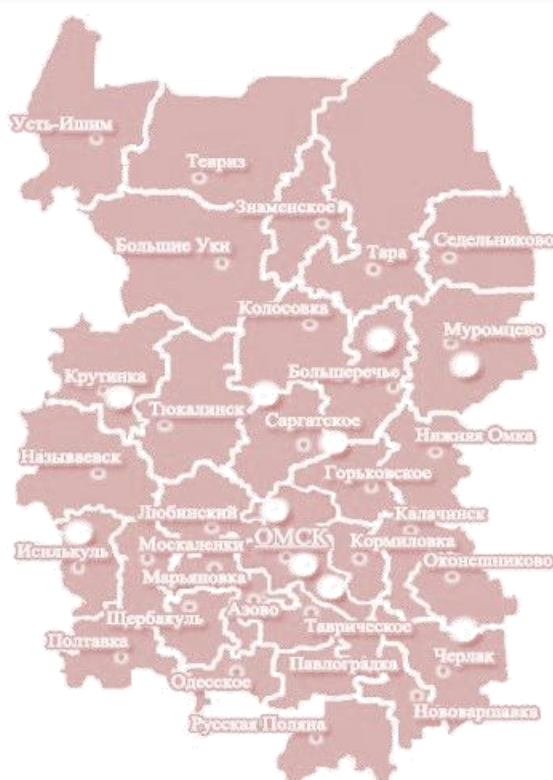 Усть-Ишим
Тевриз
Знаменское
Большие Уки
Тара
Седельниково
Колосовка
Муромцево
Большеречье
Крутинка
Тюкалинск
Саргатское
Нижняя Омка
Называевск
Горьковское
Любинский
Калачинск
ОМСК
Москаленки
Кормиловка
Исилькуль
Оконешниково
Марьяновка
Азово
Щербакуль
Таврическое
Полтавка
Павлоградка
Черлак
Одесское
Нововаршавка
Русская Поляна